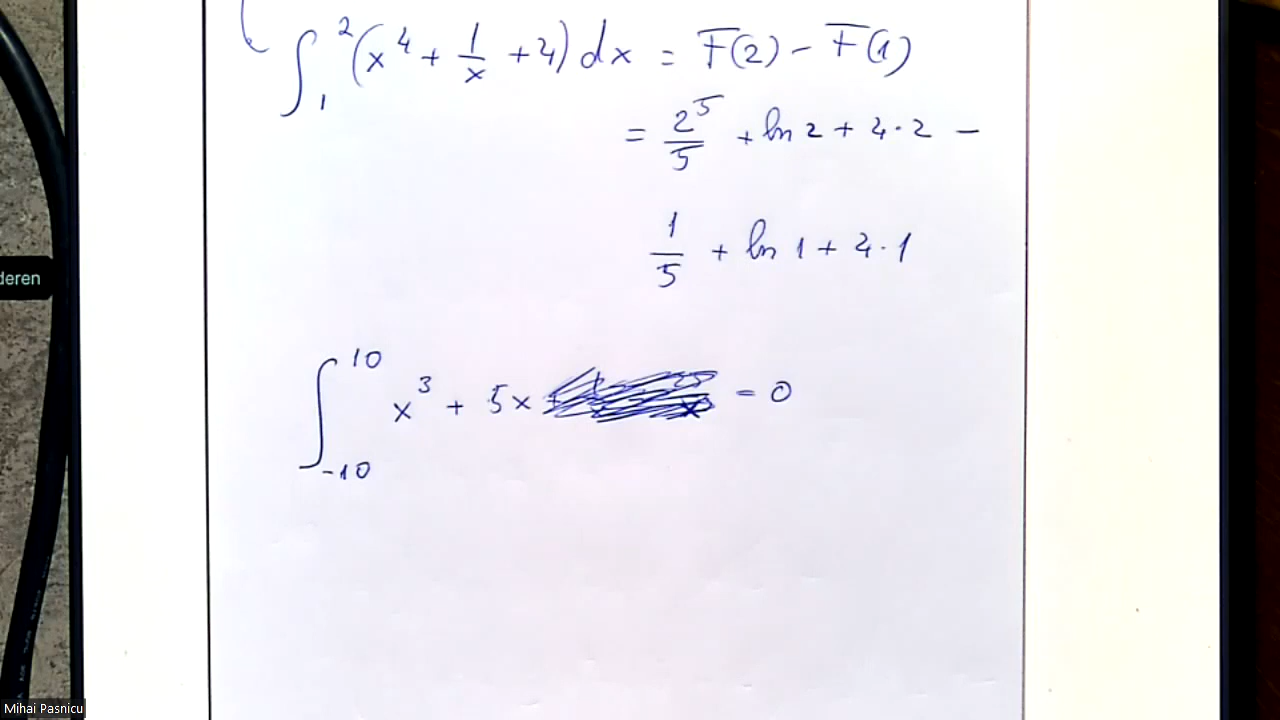 ∫₁² (x⁴ + 1/x + 4) dx = F(2) - F(1)
= 2⁵/5 + ln 2 + 4·2 -
1/5 + ln 1 + 4·1
deren
∫₋₁₀¹⁰ x³ + 5x = 0
Mihai Pasnicu